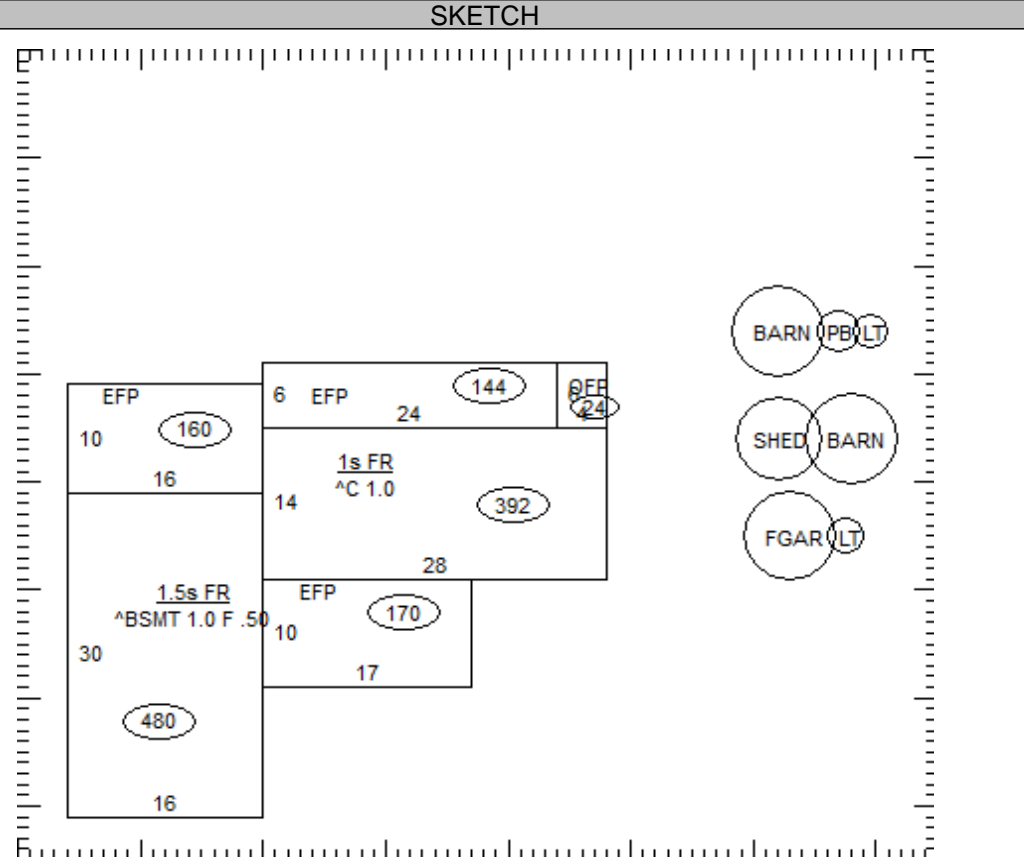 SKETCH
BARN PB LT
EFP
160
10
16
6 EFP
144
24
OFP
6
24
4
SHED BARN
1s FR
^C 1.0
14
392
28
FGAR LT
1.5s FR
^BSMT 1.0 F .50
30
480
16
EFP
170
10
17